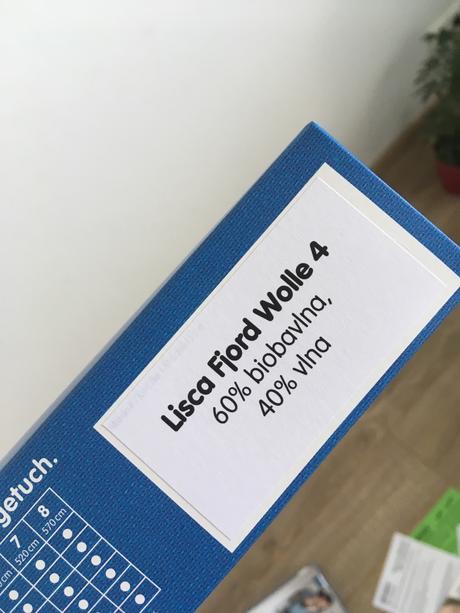 Lisca Fjord Wolle 4
60% biobavlna,
40% vlna
getuch.
7 8
520 cm 570 cm